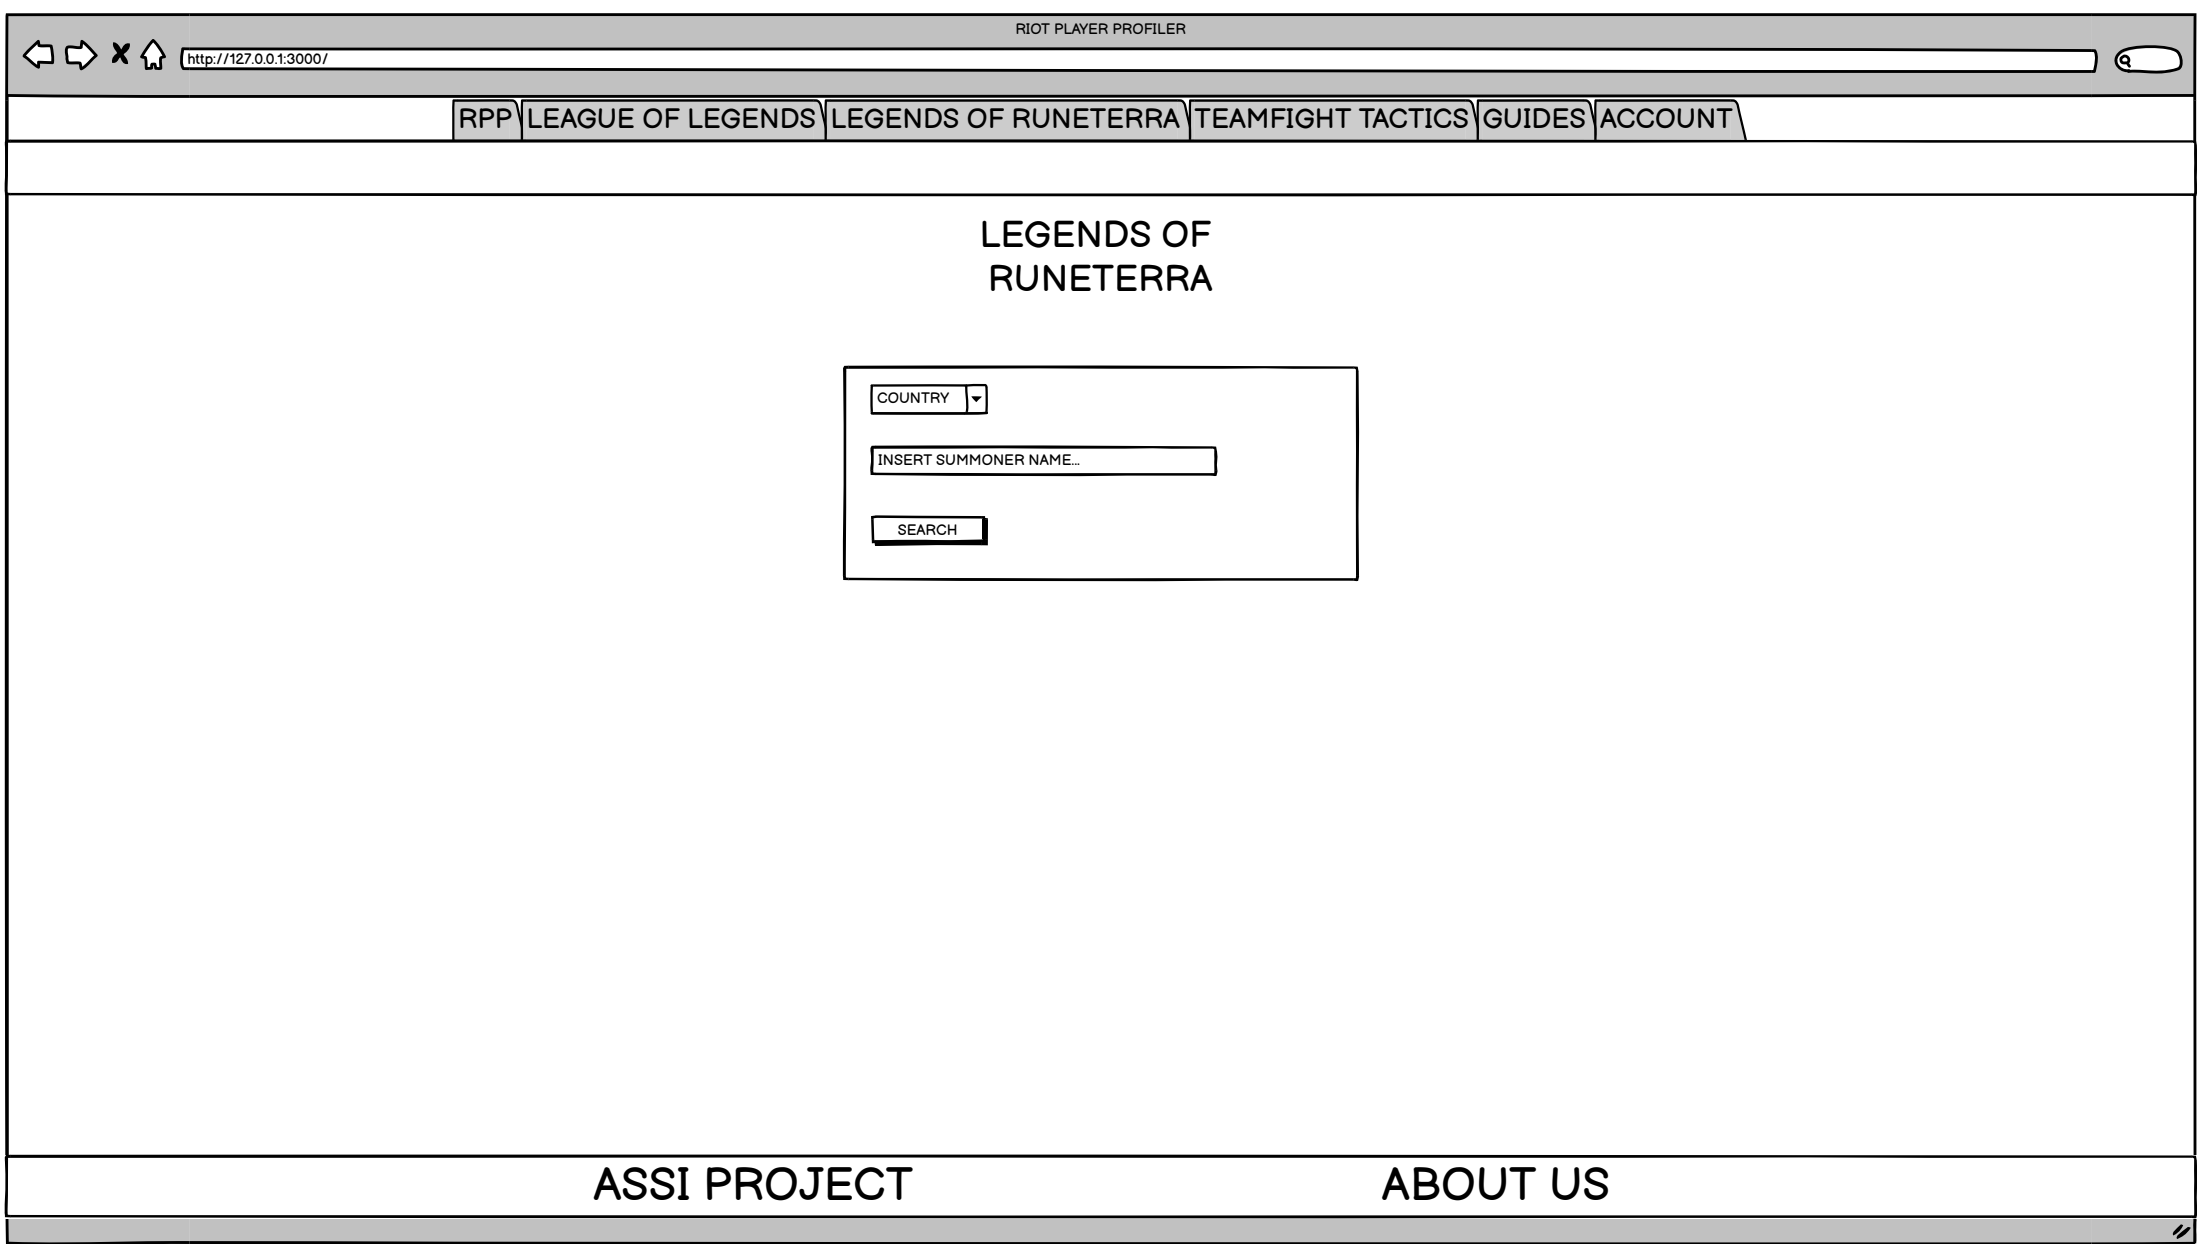 RIOT PLAYER PROFILER
http://127.0.0.1:3000/
RPP LEAGUE OF LEGENDS LEGENDS OF RUNETERRA TEAMFIGHT TACTICS GUIDES ACCOUNT
LEGENDS OF
RUNETERRA
COUNTRY
INSERT SUMMONER NAME...
SEARCH
ASSI PROJECT ABOUT US